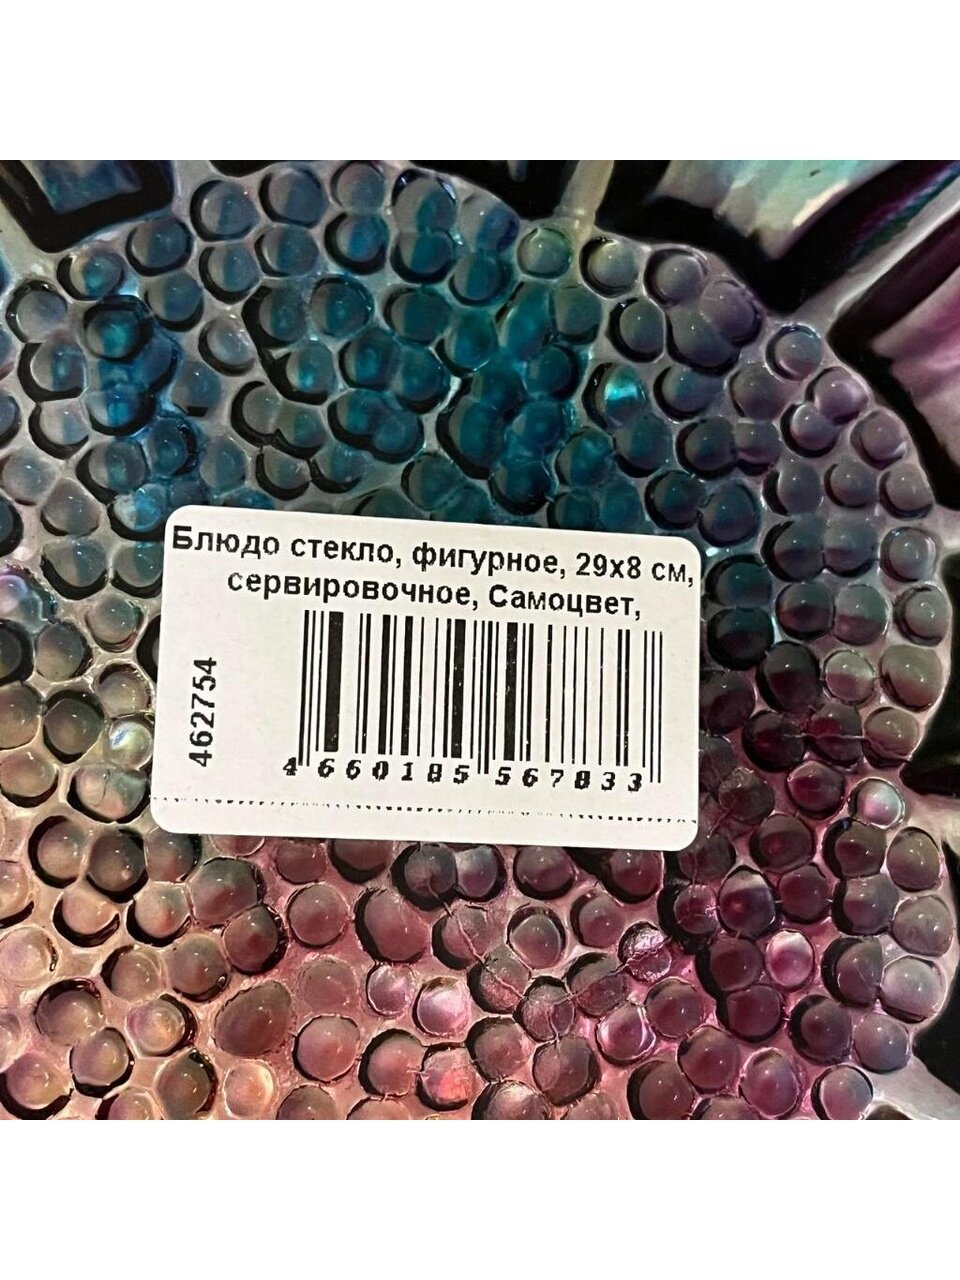 Блюдо стекло, фигурное, 29х8 см,
сервировочное, Самоцвет,
462754
4 660185 567833